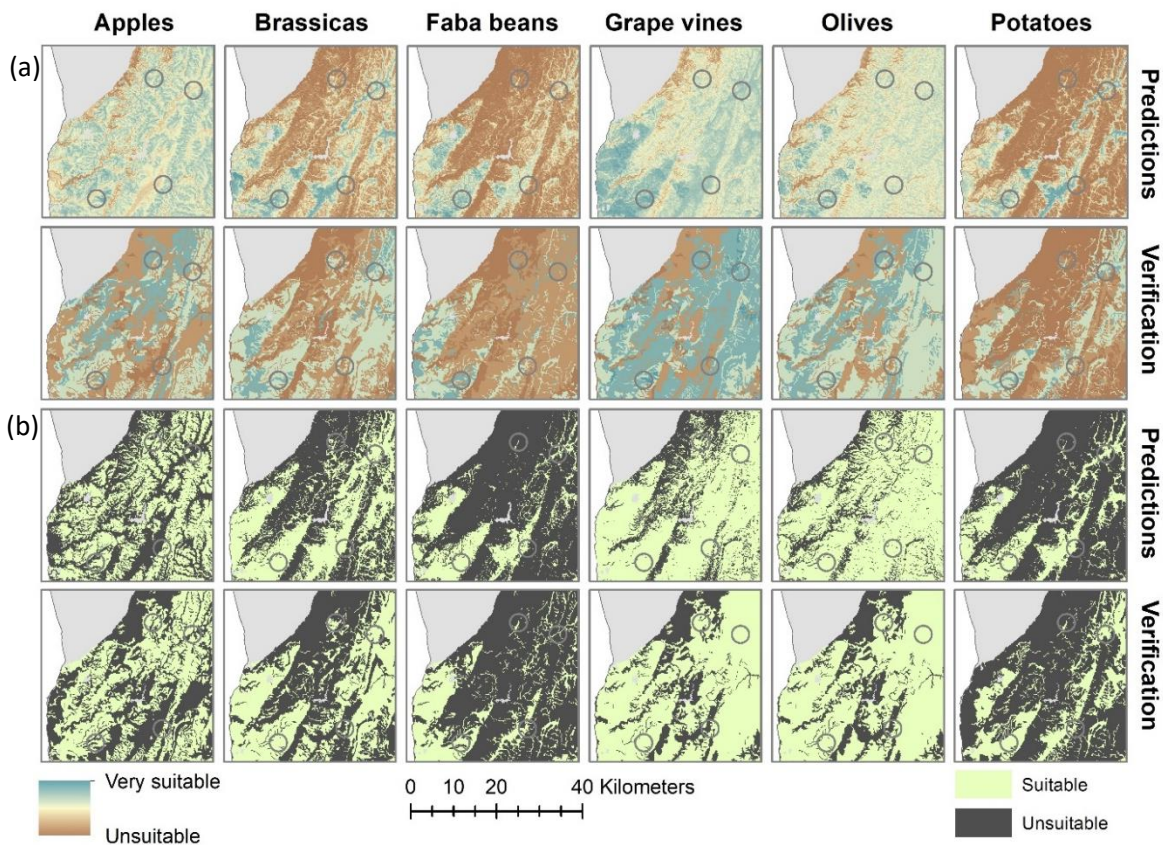 Apples Brassicas Faba beans Grape vines Olives Potatoes
(a)
Predictions
Verification
(b)
Predictions
Verification
Very suitable
Unsuitable
0 10 20 40 Kilometers
Suitable
Unsuitable